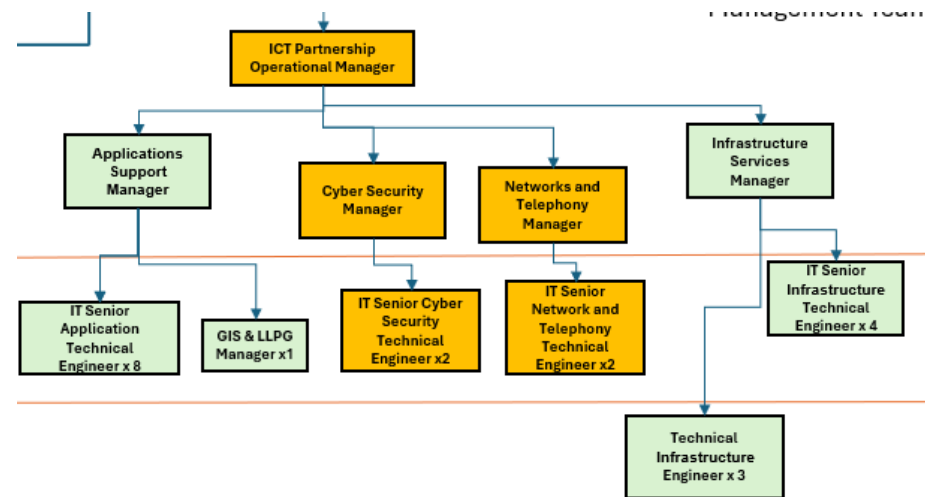 ICT Partnership
Operational Manager
Applications
Support
Manager
Cyber Security
Manager
Networks and
Telephony
Manager
Infrastructure
Services
Manager
IT Senior
Application
Technical
Engineer x 8
GIS & LLPG
Manager x1
IT Senior Cyber
Security
Technical
Engineer x2
IT Senior
Network and
Telephony
Technical
Engineer x2
IT Senior
Infrastructure
Technical
Engineer x 4
Technical
Infrastructure
Engineer x 3